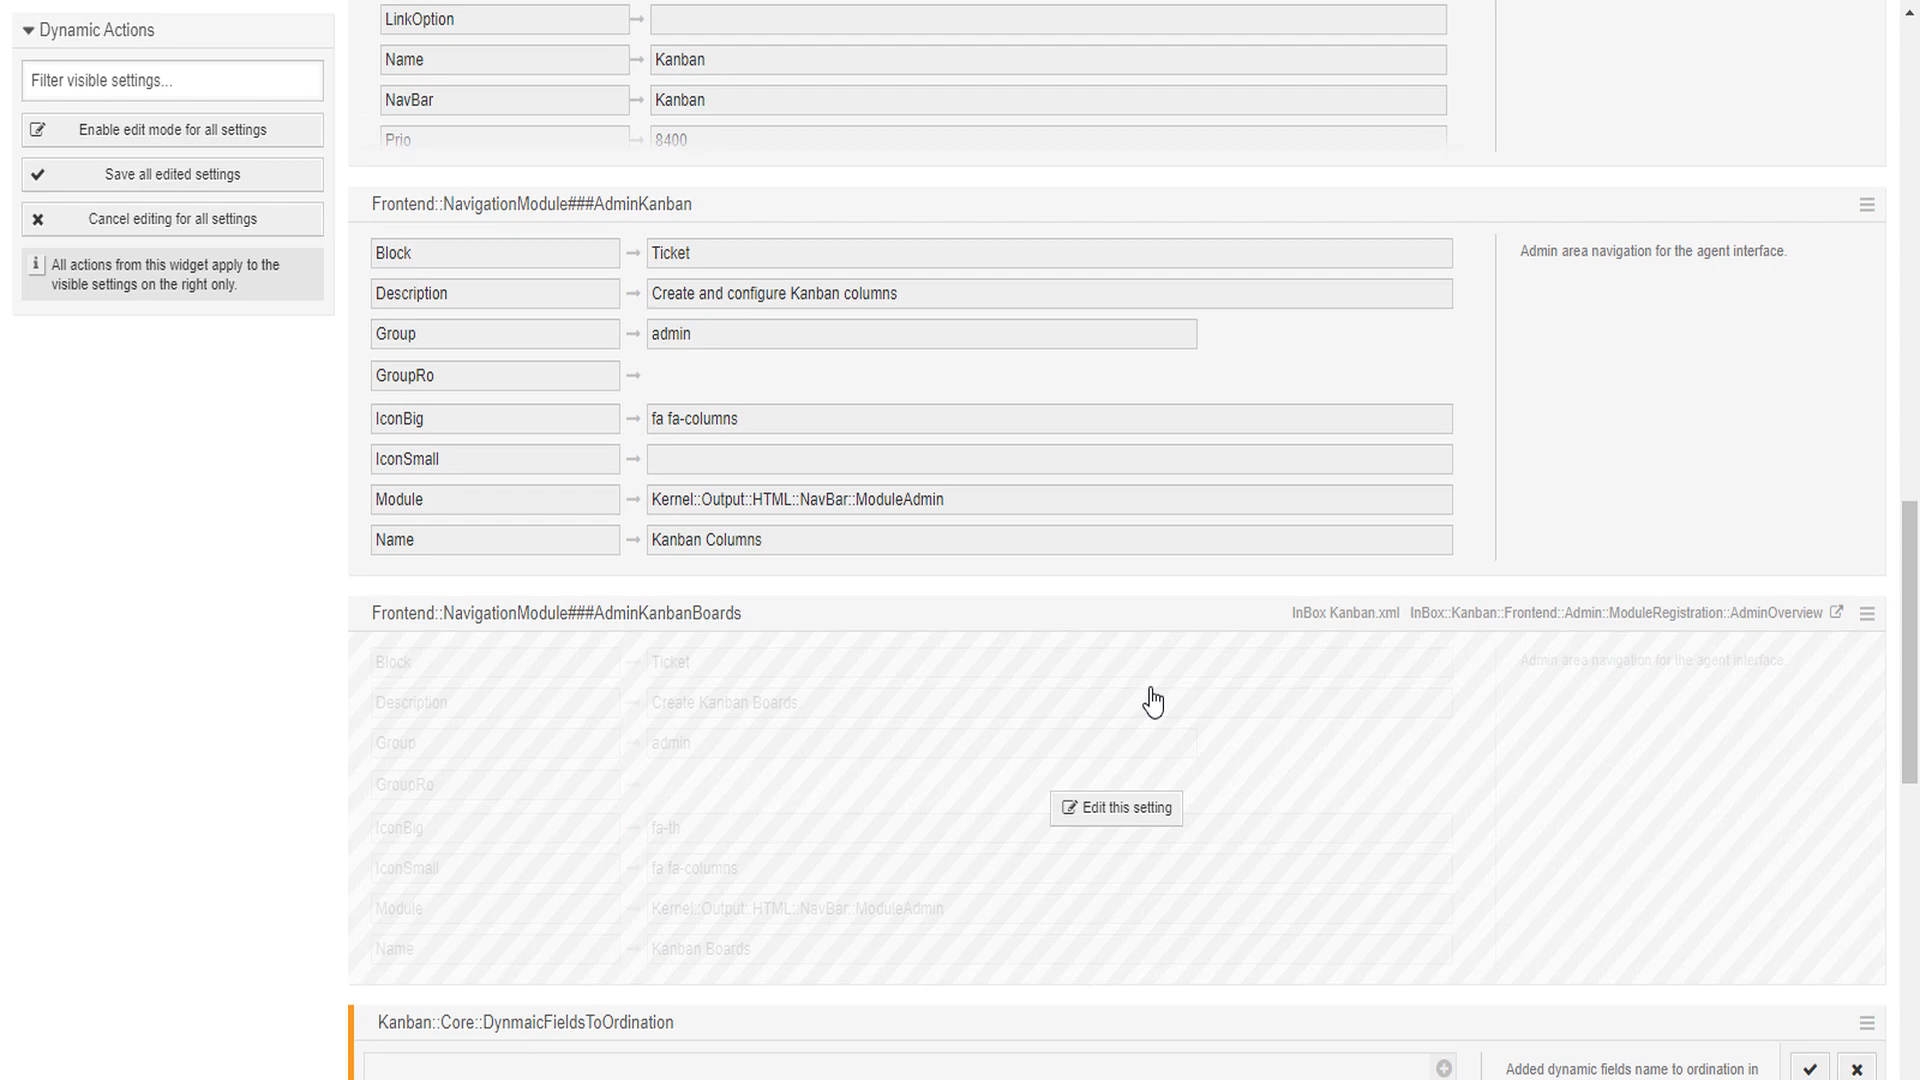 Dynamic Actions
Filter visible settings...
Enable edit mode for all settings
Save all edited settings
Cancel editing for all settings
All actions from this widget apply to the
visible settings on the right only.
LinkOption
Name Kanban
NavBar Kanban
Prio 8400
Frontend::NavigationModule###AdminKanban
Block Ticket
Admin area navigation for the agent interface.
Description Create and configure Kanban columns
Group admin
GroupRo
IconBig fa fa-columns
IconSmall
Module Kernel::Output::HTML::NavBar::ModuleAdmin
Name Kanban Columns
Frontend::NavigationModule###AdminKanbanBoards InBox Kanban.xml InBox::Kanban::Frontend::Admin::ModuleRegistration::AdminOverview
Block Ticket
Admin area navigation for the agent interface.
Description Create Kanban Boards.
Group admin
GroupRo
Edit this setting
IconBig fa-th
IconSmall fa fa-columns
Module Kernel::Output::HTML::NavBar::ModuleAdmin
Name Kanban Boards
Kanban::Core::DynmaicFieldsToOrdination
Added dynamic fields name to ordination in